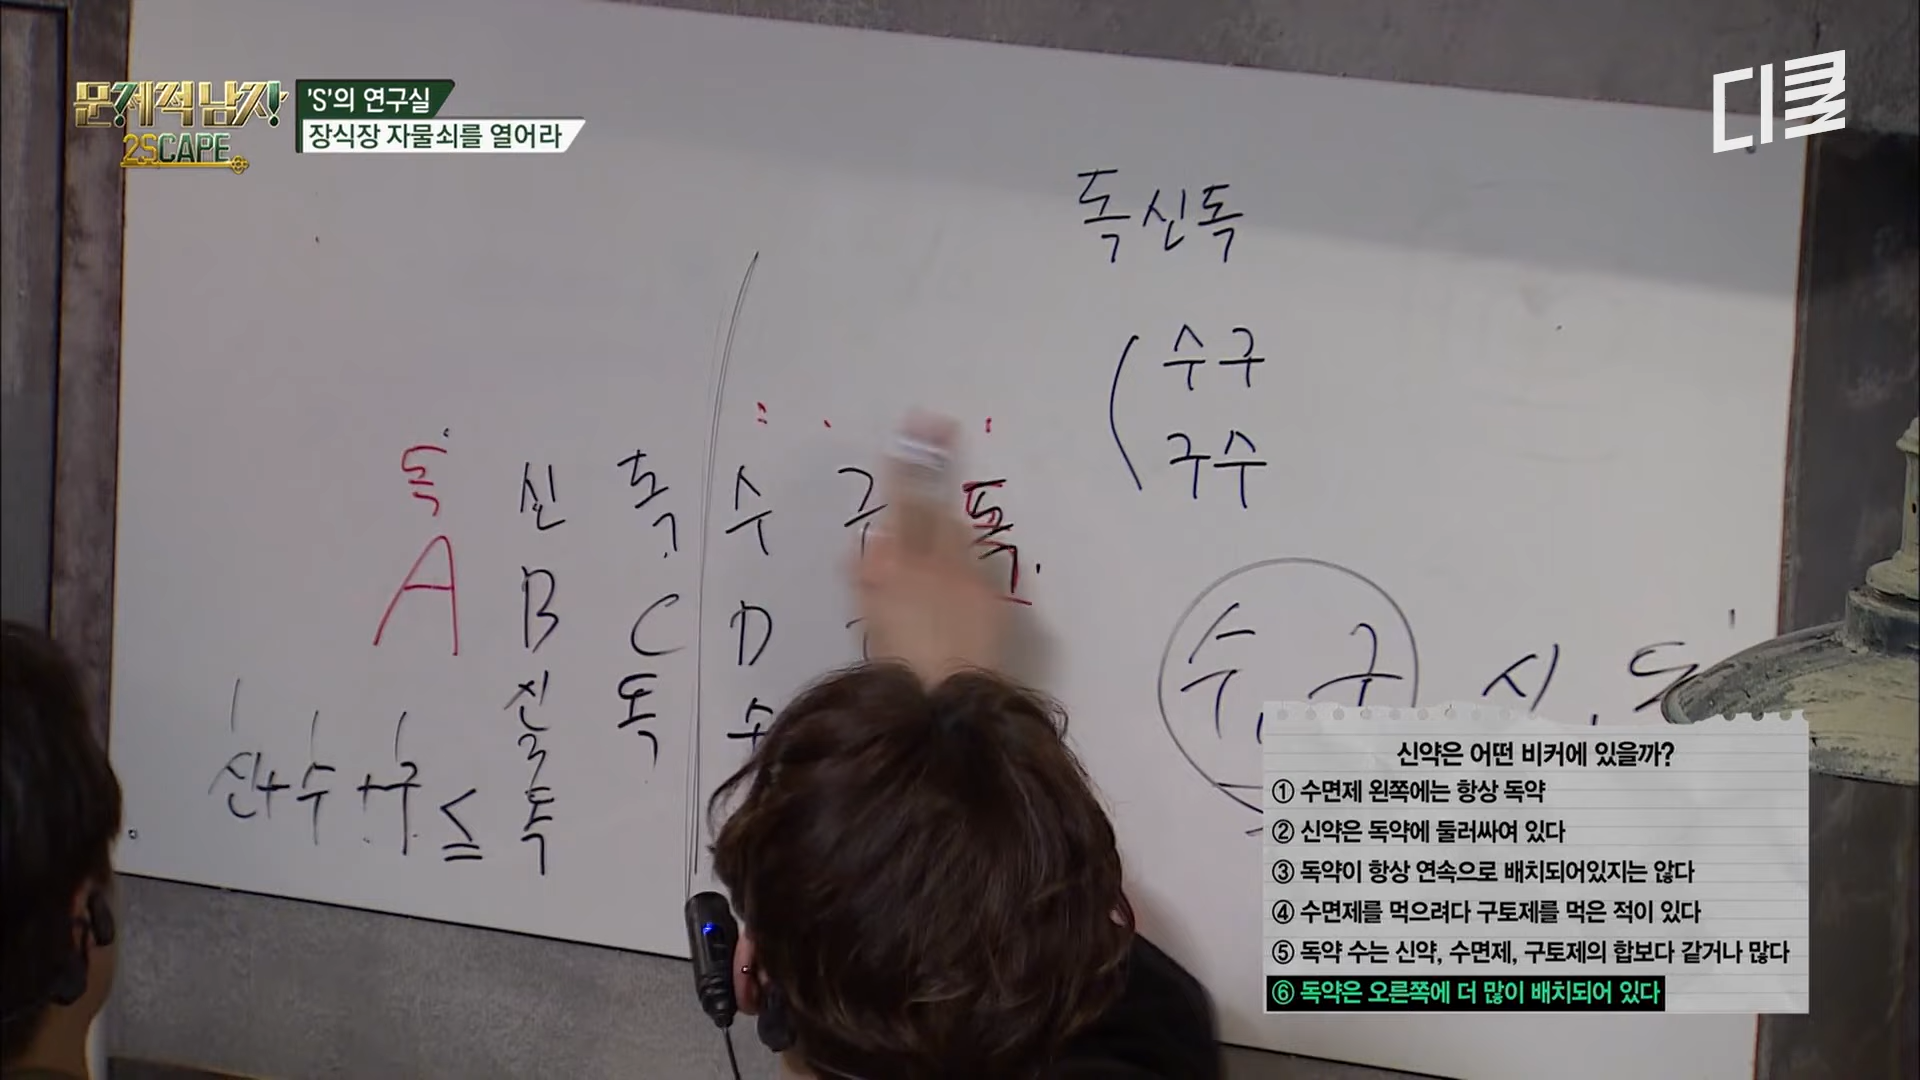 문제적 남자!
2SCAPE
'S'의 연구실
장식장 자물쇠를 열어라
디글
독신독
수구
구수
독 신 독 수 구 독
A B C D
신 독
신+수+구 ≤ 독
수, 구
신약은 어떤 비커에 있을까?
① 수면제 왼쪽에는 항상 독약
② 신약은 독약에 둘러싸여 있다
③ 독약이 항상 연속으로 배치되어있지는 않다
④ 수면제를 먹으려다 구토제를 먹은 적이 있다
⑤ 독약 수는 신약, 수면제, 구토제의 합보다 같거나 많다
⑥ 독약은 오른쪽에 더 많이 배치되어 있다